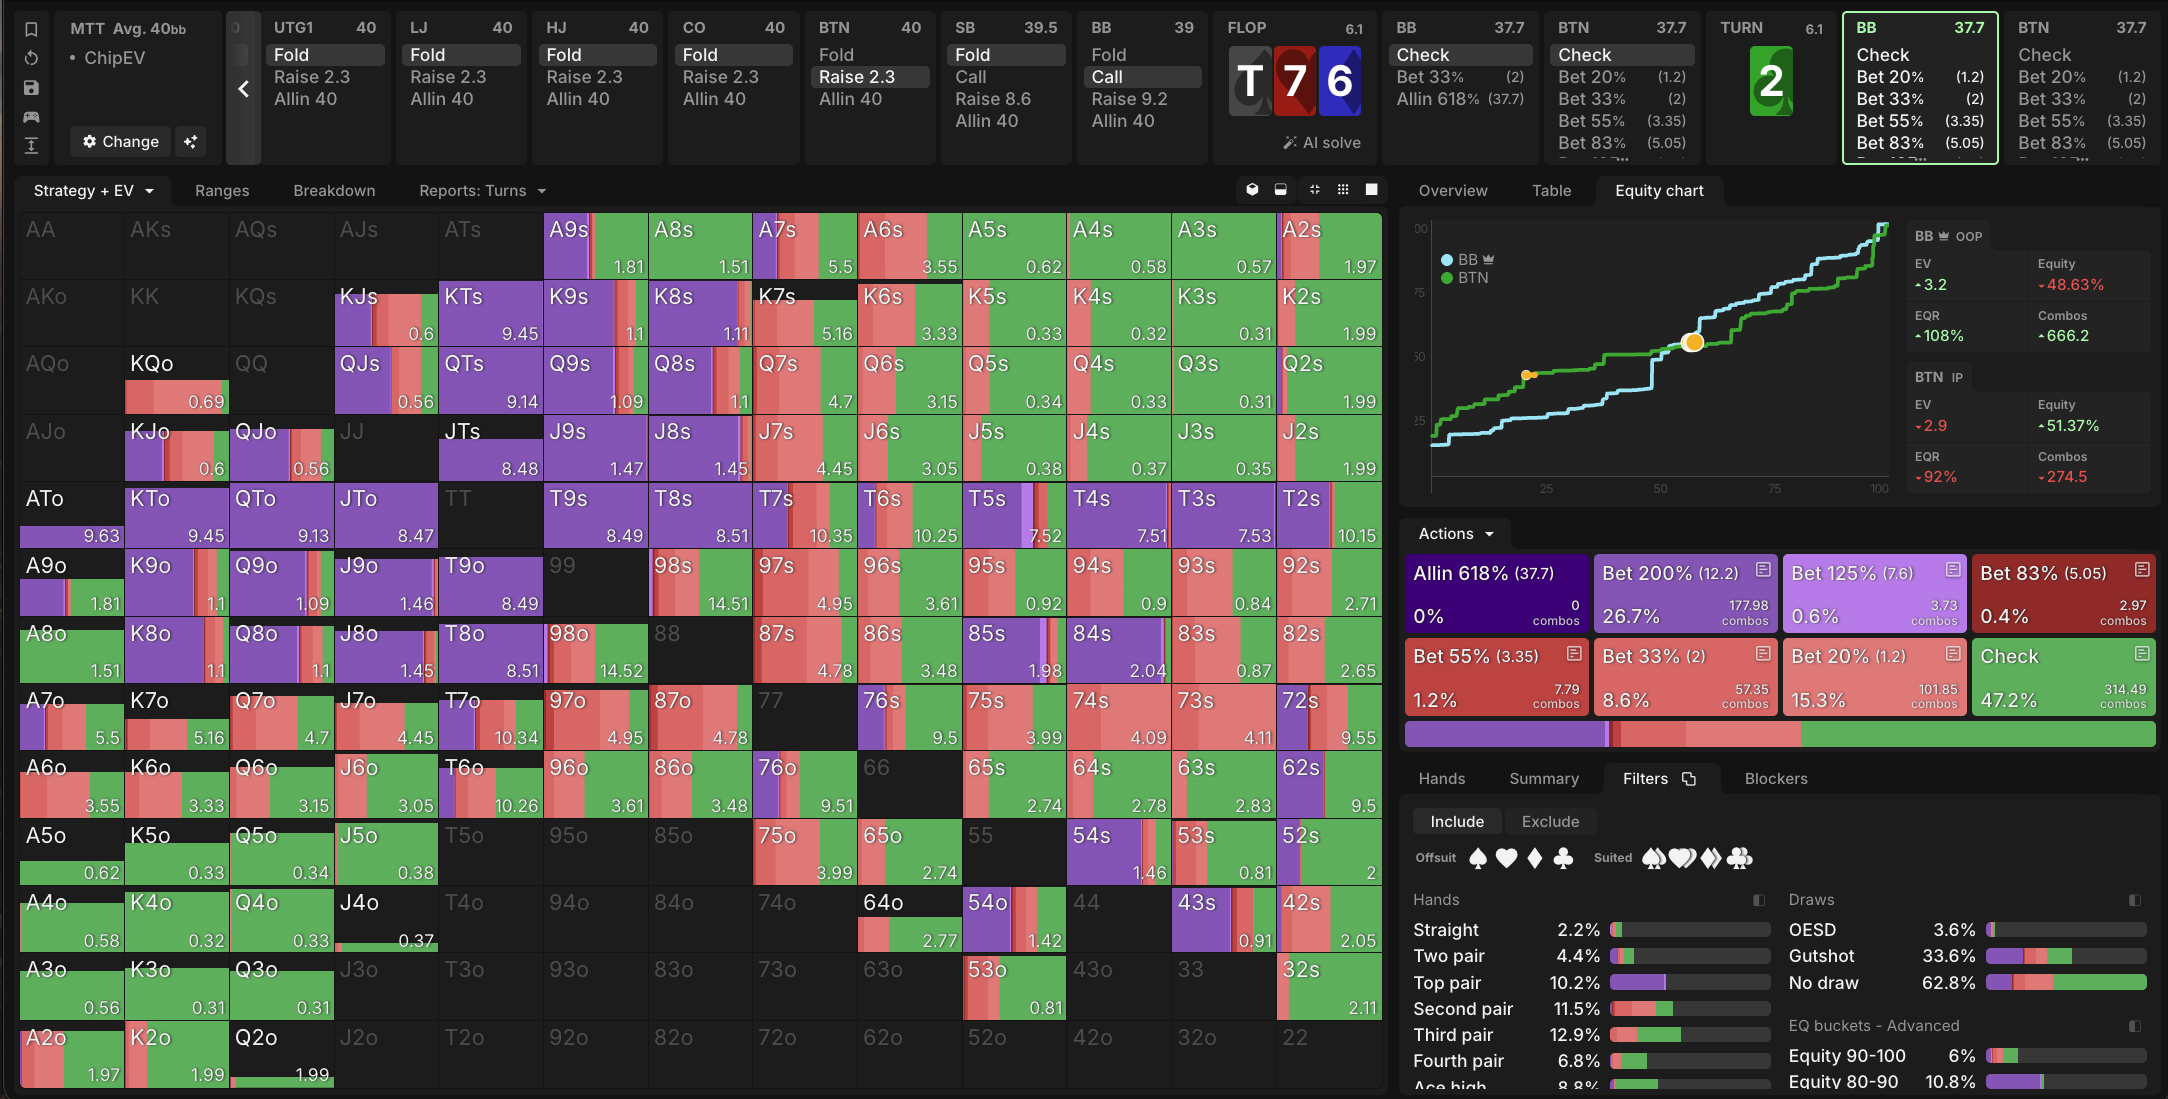 MTT Avg. 40bb
• ChipEV
Change
0
UTG1 40
Fold
Raise 2.3
Allin 40
LJ 40
Fold
Raise 2.3
Allin 40
HJ 40
Fold
Raise 2.3
Allin 40
CO 40
Fold
Raise 2.3
Allin 40
BTN 40
Fold
Raise 2.3
Allin 40
SB 39.5
Fold
Call
Raise 8.6
Allin 40
BB 39
Fold
Call
Raise 9.2
Allin 40
FLOP 6.1
T 7 6
AI solve
BB 37.7
Check
Bet 33% (2)
Allin 618% (37.7)
BTN 37.7
Check
Bet 20% (1.2)
Bet 33% (2)
Bet 55% (3.35)
Bet 83% (5.05)
TURN 6.1
2
BB 37.7
Check
Bet 20% (1.2)
Bet 33% (2)
Bet 55% (3.35)
Bet 83% (5.05)
BTN 37.7
Check
Bet 20% (1.2)
Bet 33% (2)
Bet 55% (3.35)
Bet 83% (5.05)
Strategy + EV Ranges Breakdown Reports: Turns
AA AKs AQs AJs ATs A9s A8s A7s A6s A5s A4s A3s A2s
1.81 1.51 5.5 3.55 0.62 0.58 0.57 1.97
AKo KK KQs KJs KTs K9s K8s K7s K6s K5s K4s K3s K2s
0.6 9.45 1.1 1.11 5.16 3.33 0.33 0.32 0.31 1.99
AQo KQo QQ QJs QTs Q9s Q8s Q7s Q6s Q5s Q4s Q3s Q2s
0.69 0.56 9.14 1.09 1.1 4.7 3.15 0.34 0.33 0.31 1.99
AJo KJo QJo JJ JTs J9s J8s J7s J6s J5s J4s J3s J2s
0.6 0.56 8.48 1.47 1.45 4.45 3.05 0.38 0.37 0.35 1.99
ATo KTo QTo JTo TT T9s T8s T7s T6s T5s T4s T3s T2s
9.63 9.45 9.13 8.47 8.49 8.51 10.35 10.25 7.52 7.51 7.53 10.15
A9o K9o Q9o J9o T9o 99 98s 97s 96s 95s 94s 93s 92s
1.81 1.1 1.09 1.46 8.49 14.51 4.95 3.61 0.92 0.9 0.84 2.71
A8o K8o Q8o J8o T8o 98o 88 87s 86s 85s 84s 83s 82s
1.51 1.1 1.1 1.45 8.51 14.52 4.78 3.48 1.98 2.04 0.87 2.65
A7o K7o Q7o J7o T7o 97o 87o 77 76s 75s 74s 73s 72s
5.5 5.16 4.7 4.45 10.34 4.95 4.78 9.5 3.99 4.09 4.11 9.55
A6o K6o Q6o J6o T6o 96o 86o 76o 66 65s 64s 63s 62s
3.55 3.33 3.15 3.05 10.26 3.61 3.48 9.51 2.74 2.78 2.83 9.5
A5o K5o Q5o J5o T5o 95o 85o 75o 65o 55 54s 53s 52s
0.62 0.33 0.34 0.38 3.99 2.74 1.46 0.81 2
A4o K4o Q4o J4o T4o 94o 84o 74o 64o 54o 44 43s 42s
0.58 0.32 0.33 0.37 2.77 1.42 0.91 2.05
A3o K3o Q3o J3o T3o 93o 83o 73o 63o 53o 43o 33 32s
0.56 0.31 0.31 0.81 2.11
A2o K2o Q2o J2o T2o 92o 82o 72o 62o 52o 42o 32o 22
1.97 1.99 1.99
Overview Table Equity chart
BB
BTN
00
75
50
25
25 50 75 100
BB OOP
EV Equity
3.2 48.63%
EQR Combos
108% 666.2
BTN IP
EV Equity
2.9 51.37%
EQR Combos
92% 274.5
Actions
Allin 618% (37.7)
0% 0 combos
Bet 200% (12.2)
26.7% 177.98 combos
Bet 125% (7.6)
0.6% 3.73 combos
Bet 83% (5.05)
0.4% 2.97 combos
Bet 55% (3.35)
1.2% 7.79 combos
Bet 33% (2)
8.6% 57.35 combos
Bet 20% (1.2)
15.3% 101.85 combos
Check
47.2% 314.49 combos
Hands Summary Filters Blockers
Include Exclude
Offsuit Suited
Hands
Straight 2.2%
Two pair 4.4%
Top pair 10.2%
Second pair 11.5%
Third pair 12.9%
Fourth pair 6.8%
Ace high 8.8%
Draws
OESD 3.6%
Gutshot 33.6%
No draw 62.8%
EQ buckets - Advanced
Equity 90-100 6%
Equity 80-90 10.8%